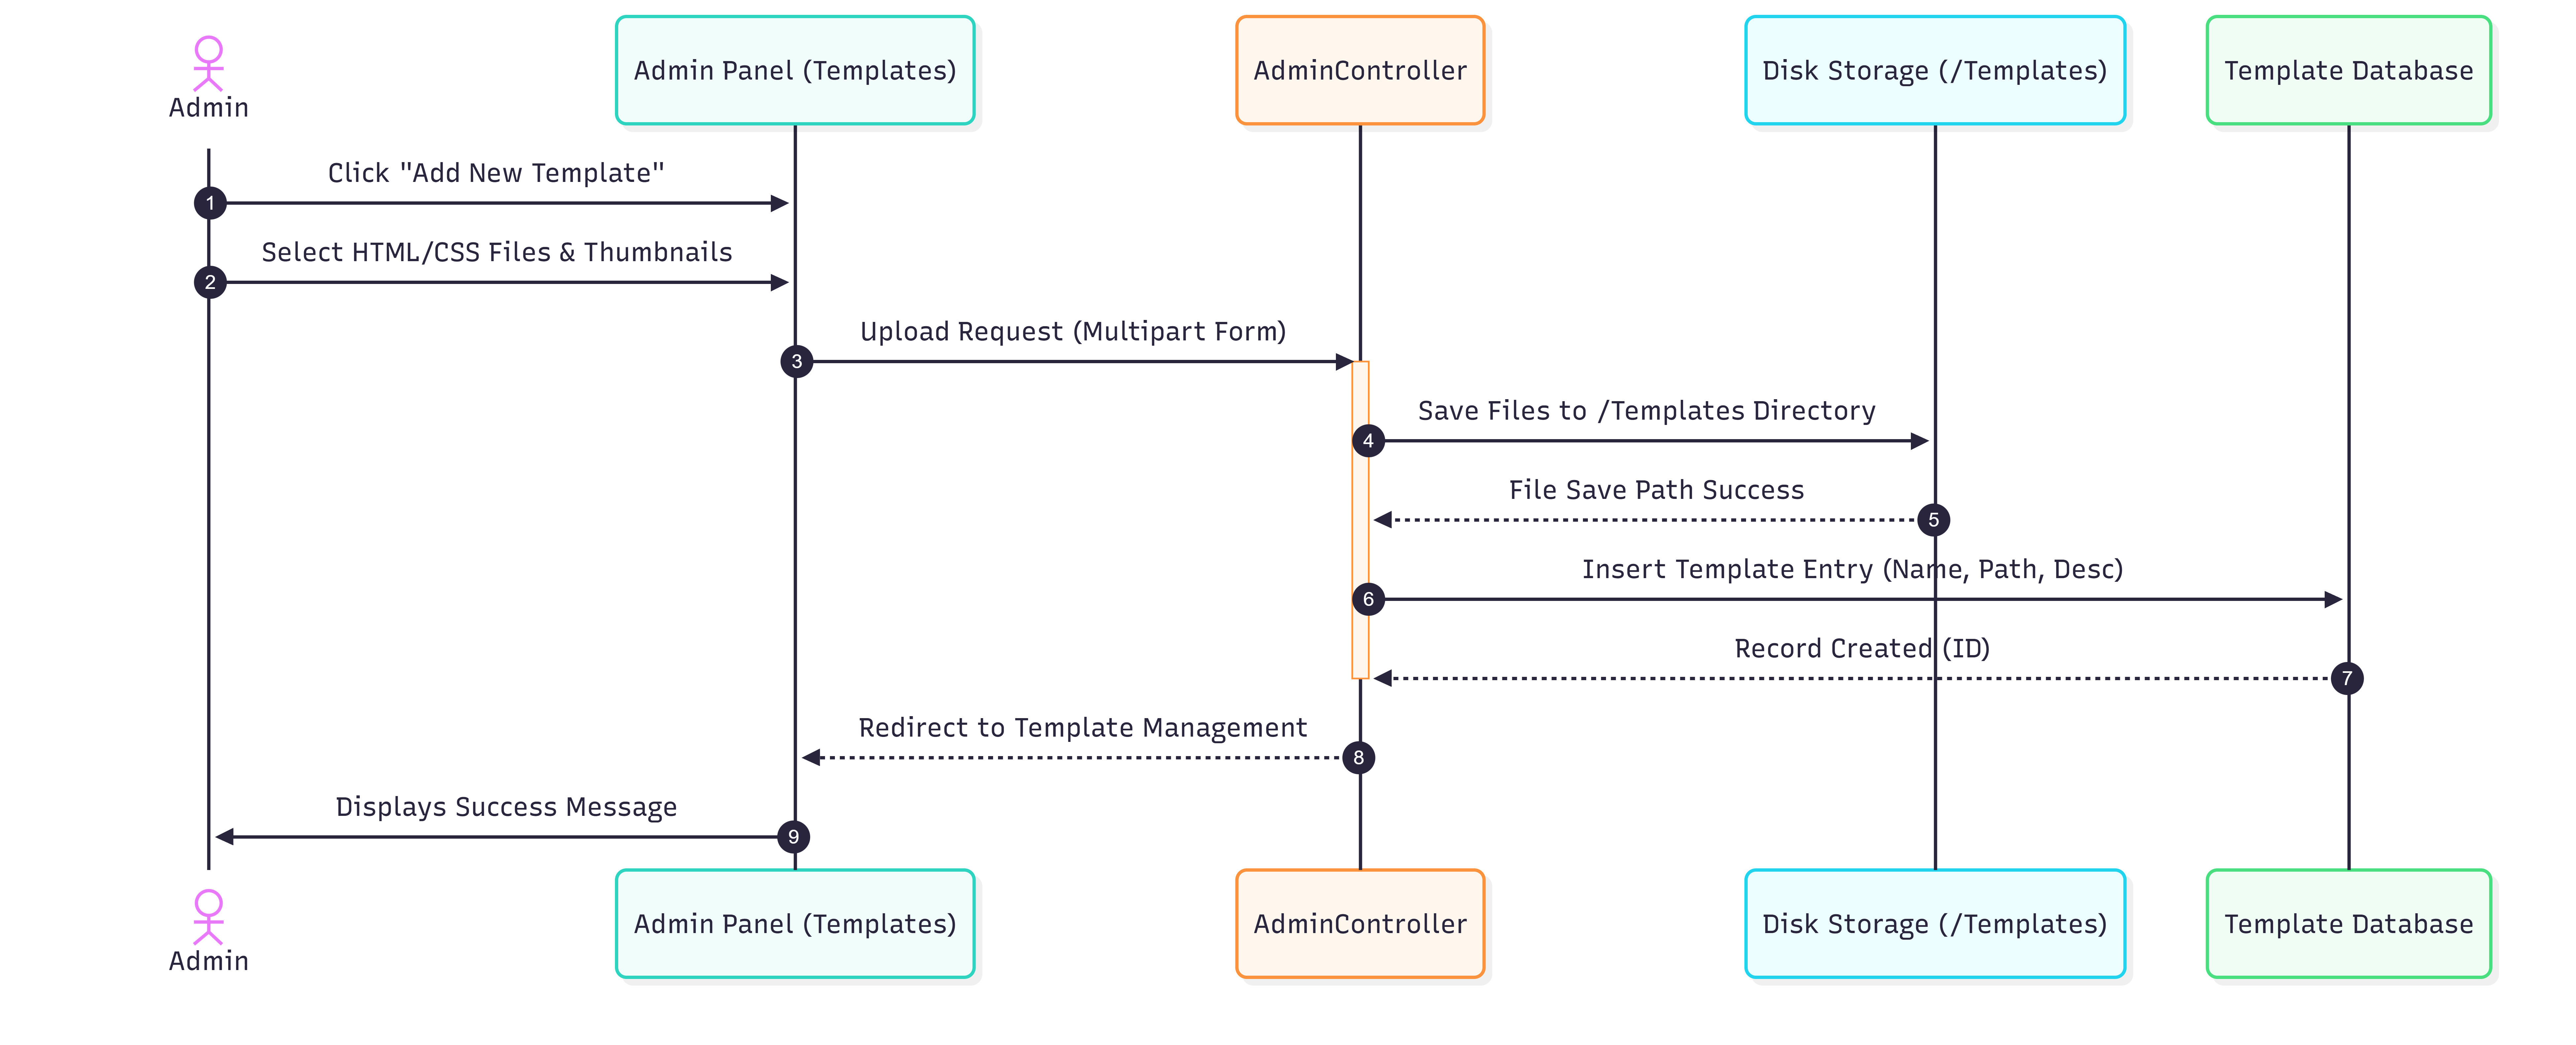 Admin
Admin Panel (Templates)
AdminController
Disk Storage (/Templates)
Template Database
Click "Add New Template"
1
Select HTML/CSS Files & Thumbnails
2
Upload Request (Multipart Form)
3
Save Files to /Templates Directory
4
File Save Path Success
5
Insert Template Entry (Name, Path, Desc)
6
Record Created (ID)
7
Redirect to Template Management
8
Displays Success Message
9
Admin
Admin Panel (Templates)
AdminController
Disk Storage (/Templates)
Template Database